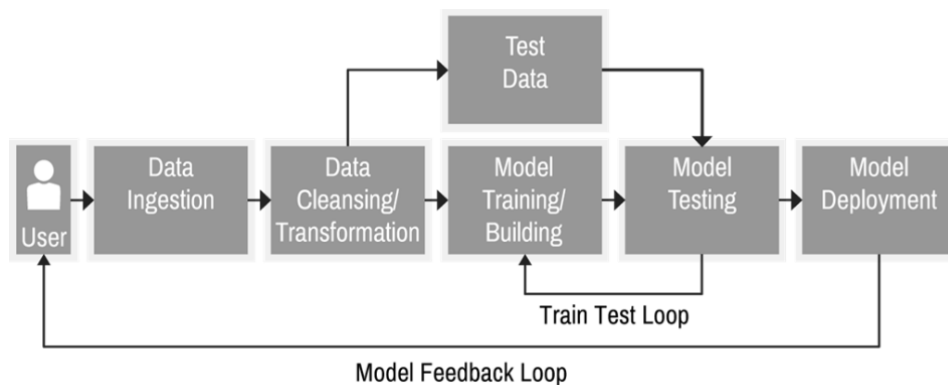 Test
Data
User
Data
Ingestion
Data
Cleansing/
Transformation
Model
Training/
Building
Model
Testing
Model
Deployment
Train Test Loop
Model Feedback Loop